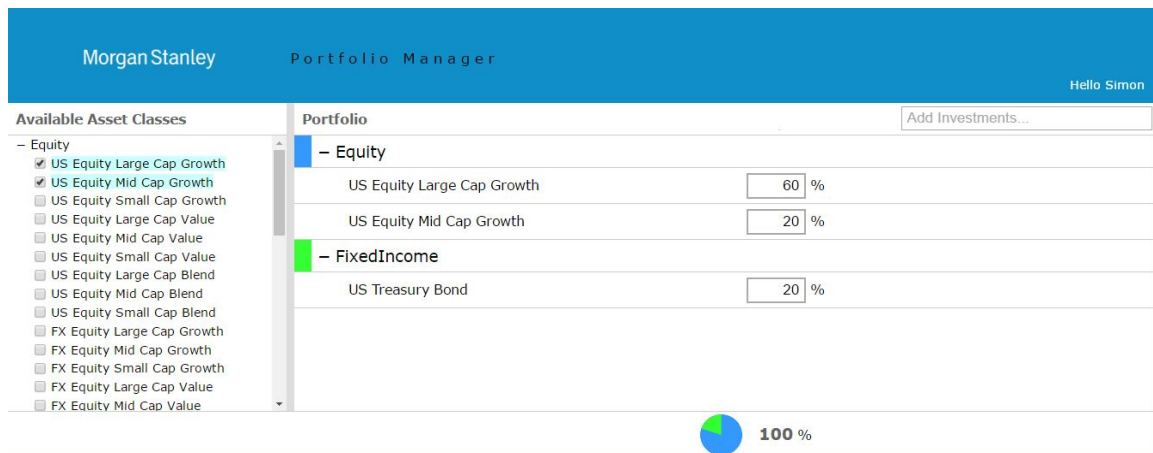 Morgan Stanley
Portfolio Manager
Hello Simon
Available Asset Classes
– Equity
US Equity Large Cap Growth
US Equity Mid Cap Growth
US Equity Small Cap Growth
US Equity Large Cap Value
US Equity Mid Cap Value
US Equity Small Cap Value
US Equity Large Cap Blend
US Equity Mid Cap Blend
US Equity Small Cap Blend
FX Equity Large Cap Growth
FX Equity Mid Cap Growth
FX Equity Small Cap Growth
FX Equity Large Cap Value
FX Equity Mid Cap Value
Portfolio
Add Investments...
– Equity
US Equity Large Cap Growth 60 %
US Equity Mid Cap Growth 20 %
– FixedIncome
US Treasury Bond 20 %
100 %